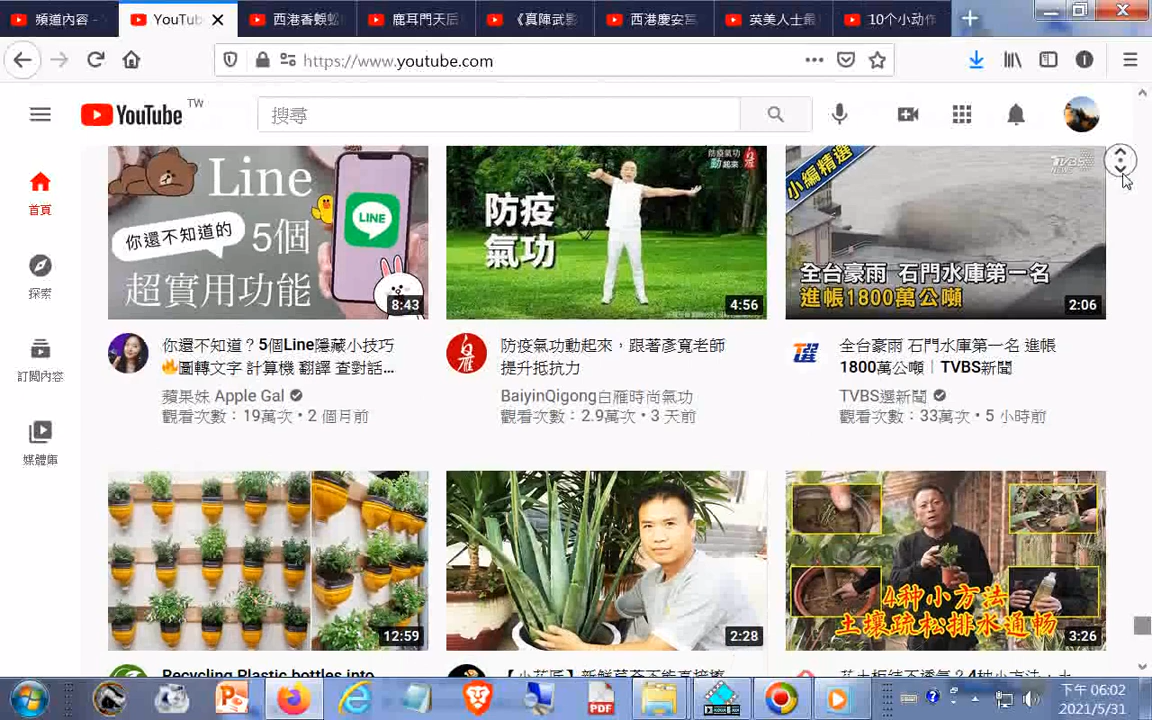 頻道內容 -
YouTu
西港香
鹿耳門天后
《真陣武
西港慶安宮
英美人士最
10个小动作
https://www.youtube.com
YouTube TW
搜尋
首頁
探索
訂閱內容
媒體庫
Line
你還不知道的
5個
超實用功能
LINE
8:43
防疫
氣功
防疫氣功
動起來
4:56
小編精選
TVBS
NEWS
全台豪雨 石門水庫第一名
進帳1800萬公噸
2:06
你還不知道？5個Line隱藏小技巧
🔥圖轉文字 計算機 翻譯 查對話...
蘋果妹 Apple Gal
觀看次數：19萬次 • 2 個月前
防疫氣功動起來，跟著彥寬老師
提升抵抗力
BaiyinQigong白雁時尚氣功
觀看次數：2.9萬次 • 3 天前
全台豪雨 石門水庫第一名 進帳
1800萬公噸｜TVBS新聞
TVBS選新聞
觀看次數：33萬次 • 5 小時前
12:59
2:28
4种小方法
土壤疏松排水通畅
3:26
Recycling Plastic bottles into
PDF
下午 06:02
2021/5/31